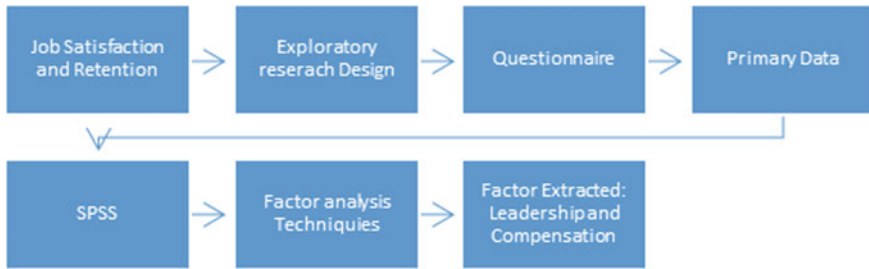 Job Satisfaction
and Retention
Exploratory
reserach Design
Questionnaire
Primary Data
SPSS
Factor analysis
Techniquies
Factor Extracted:
Leadership and
Compensation